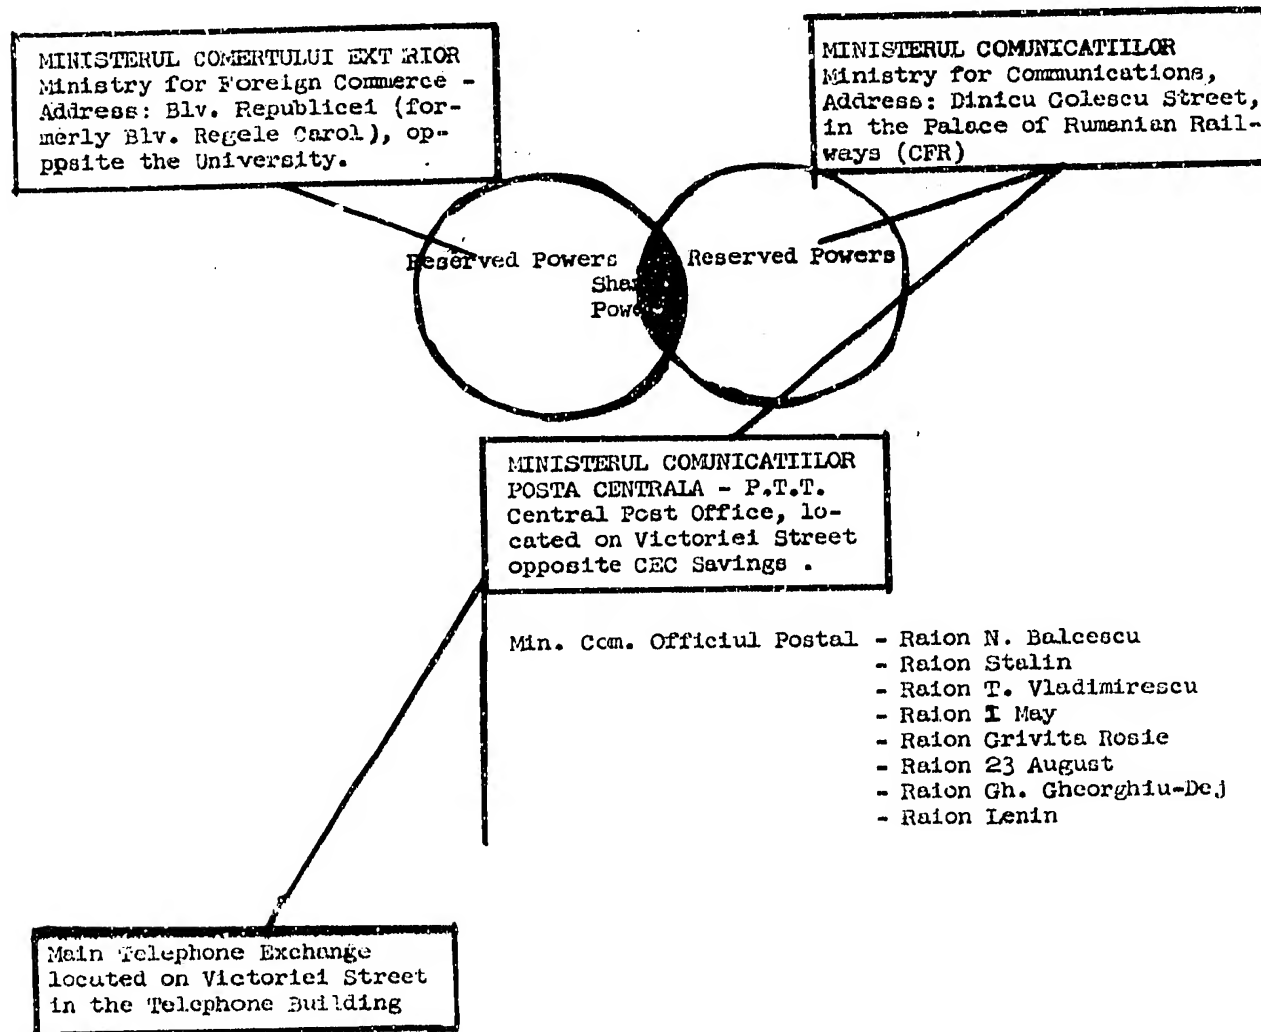 MINISTERUL COMERTULUI EXT RIOR
Ministry for Foreign Commerce -
Address: Blv. Republicei (for-
merly Blv. Regele Carol), op-
ppsite the University.
MINISTERUL COMUNICATIILOR
Ministry for Communications,
Address: Dinicu Golescu Street,
in the Palace of Rumanian Rail-
ways (CFR)
Reserved Powers
Reserved Powers
Shar
Powe
MINISTERUL COMUNICATIILOR
POSTA CENTRALA - P.T.T.
Central Post Office, lo-
cated on Victoriei Street
opposite CEC Savings .
Min. Com. Officiul Postal - Raion N. Balcescu
- Raion Stalin
- Raion T. Vladimirescu
- Raion I May
- Raion Grivita Rosie
- Raion 23 August
- Raion Gh. Gheorghiu-Dej
- Raion Lenin
Main Telephone Exchange
located on Victoriei Street
in the Telephone Building